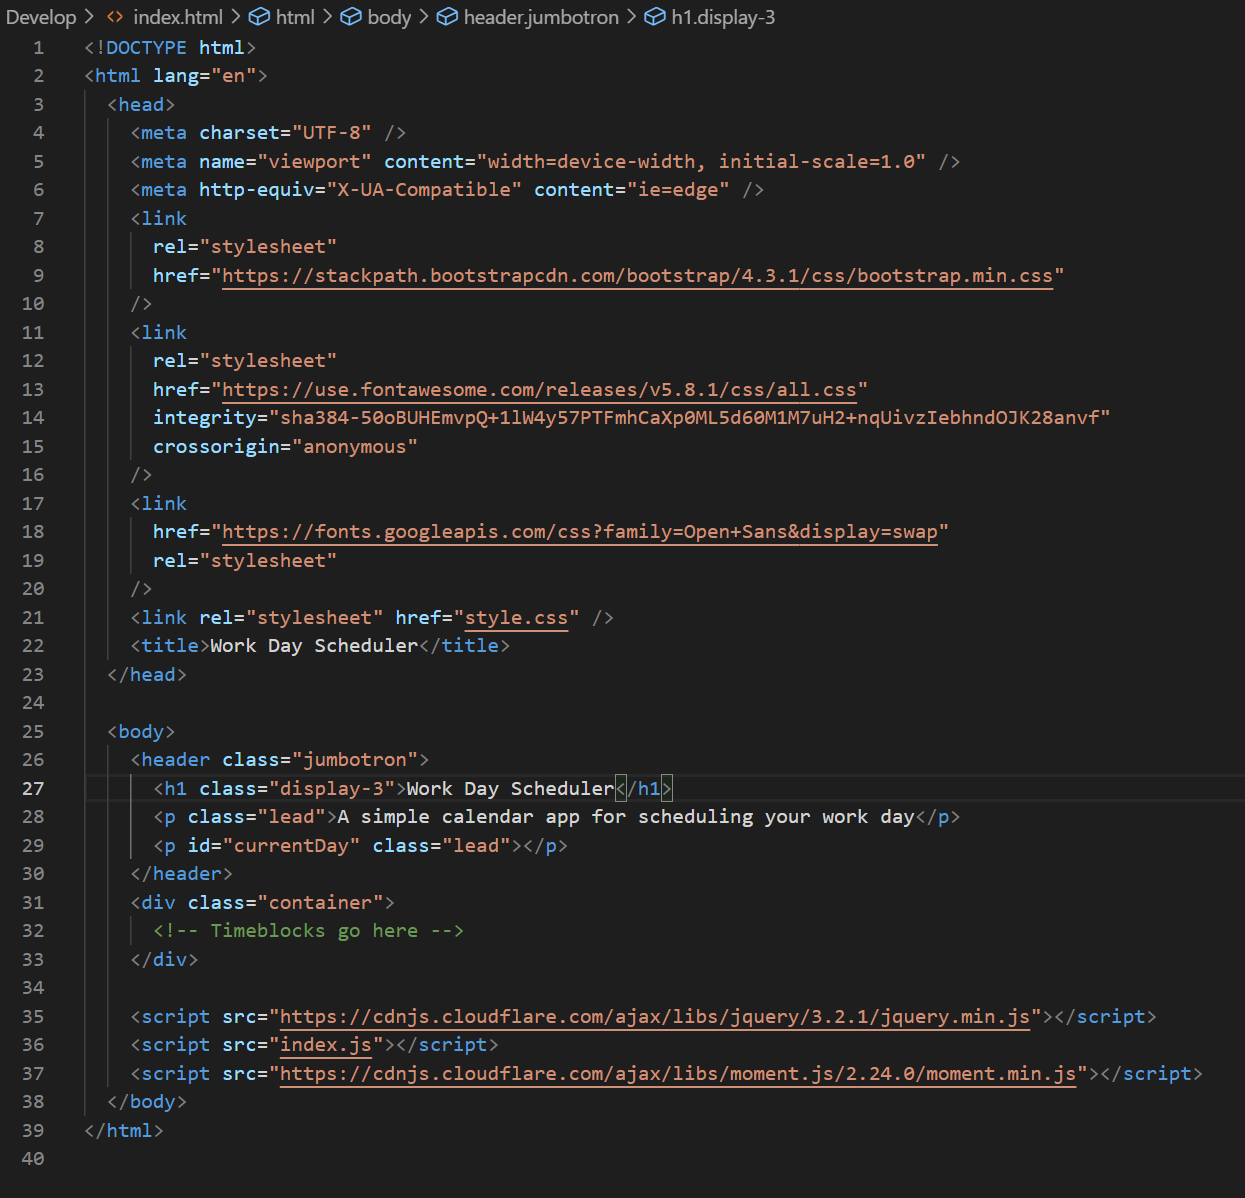 Develop > <> index.html > html > body > header.jumbotron > h1.display-3
1 <!DOCTYPE html>
2 <html lang="en">
3 <head>
4 <meta charset="UTF-8" />
5 <meta name="viewport" content="width=device-width, initial-scale=1.0" />
6 <meta http-equiv="X-UA-Compatible" content="ie=edge" />
7 <link
8 rel="stylesheet"
9 href="https://stackpath.bootstrapcdn.com/bootstrap/4.3.1/css/bootstrap.min.css"
10 />
11 <link
12 rel="stylesheet"
13 href="https://use.fontawesome.com/releases/v5.8.1/css/all.css"
14 integrity="sha384-50oBUHEmvpQ+1lW4y57PTFmhCaXp0ML5d60M1M7uH2+nqUivzIebhndOJK28anvf"
15 crossorigin="anonymous"
16 />
17 <link
18 href="https://fonts.googleapis.com/css?family=Open+Sans&display=swap"
19 rel="stylesheet"
20 />
21 <link rel="stylesheet" href="style.css" />
22 <title>Work Day Scheduler</title>
23 </head>
24
25 <body>
26 <header class="jumbotron">
27 <h1 class="display-3">Work Day Scheduler</h1>
28 <p class="lead">A simple calendar app for scheduling your work day</p>
29 <p id="currentDay" class="lead"></p>
30 </header>
31 <div class="container">
32 <!-- Timeblocks go here -->
33 </div>
34
35 <script src="https://cdnjs.cloudflare.com/ajax/libs/jquery/3.2.1/jquery.min.js"></script>
36 <script src="index.js"></script>
37 <script src="https://cdnjs.cloudflare.com/ajax/libs/moment.js/2.24.0/moment.min.js"></script>
38 </body>
39 </html>
40